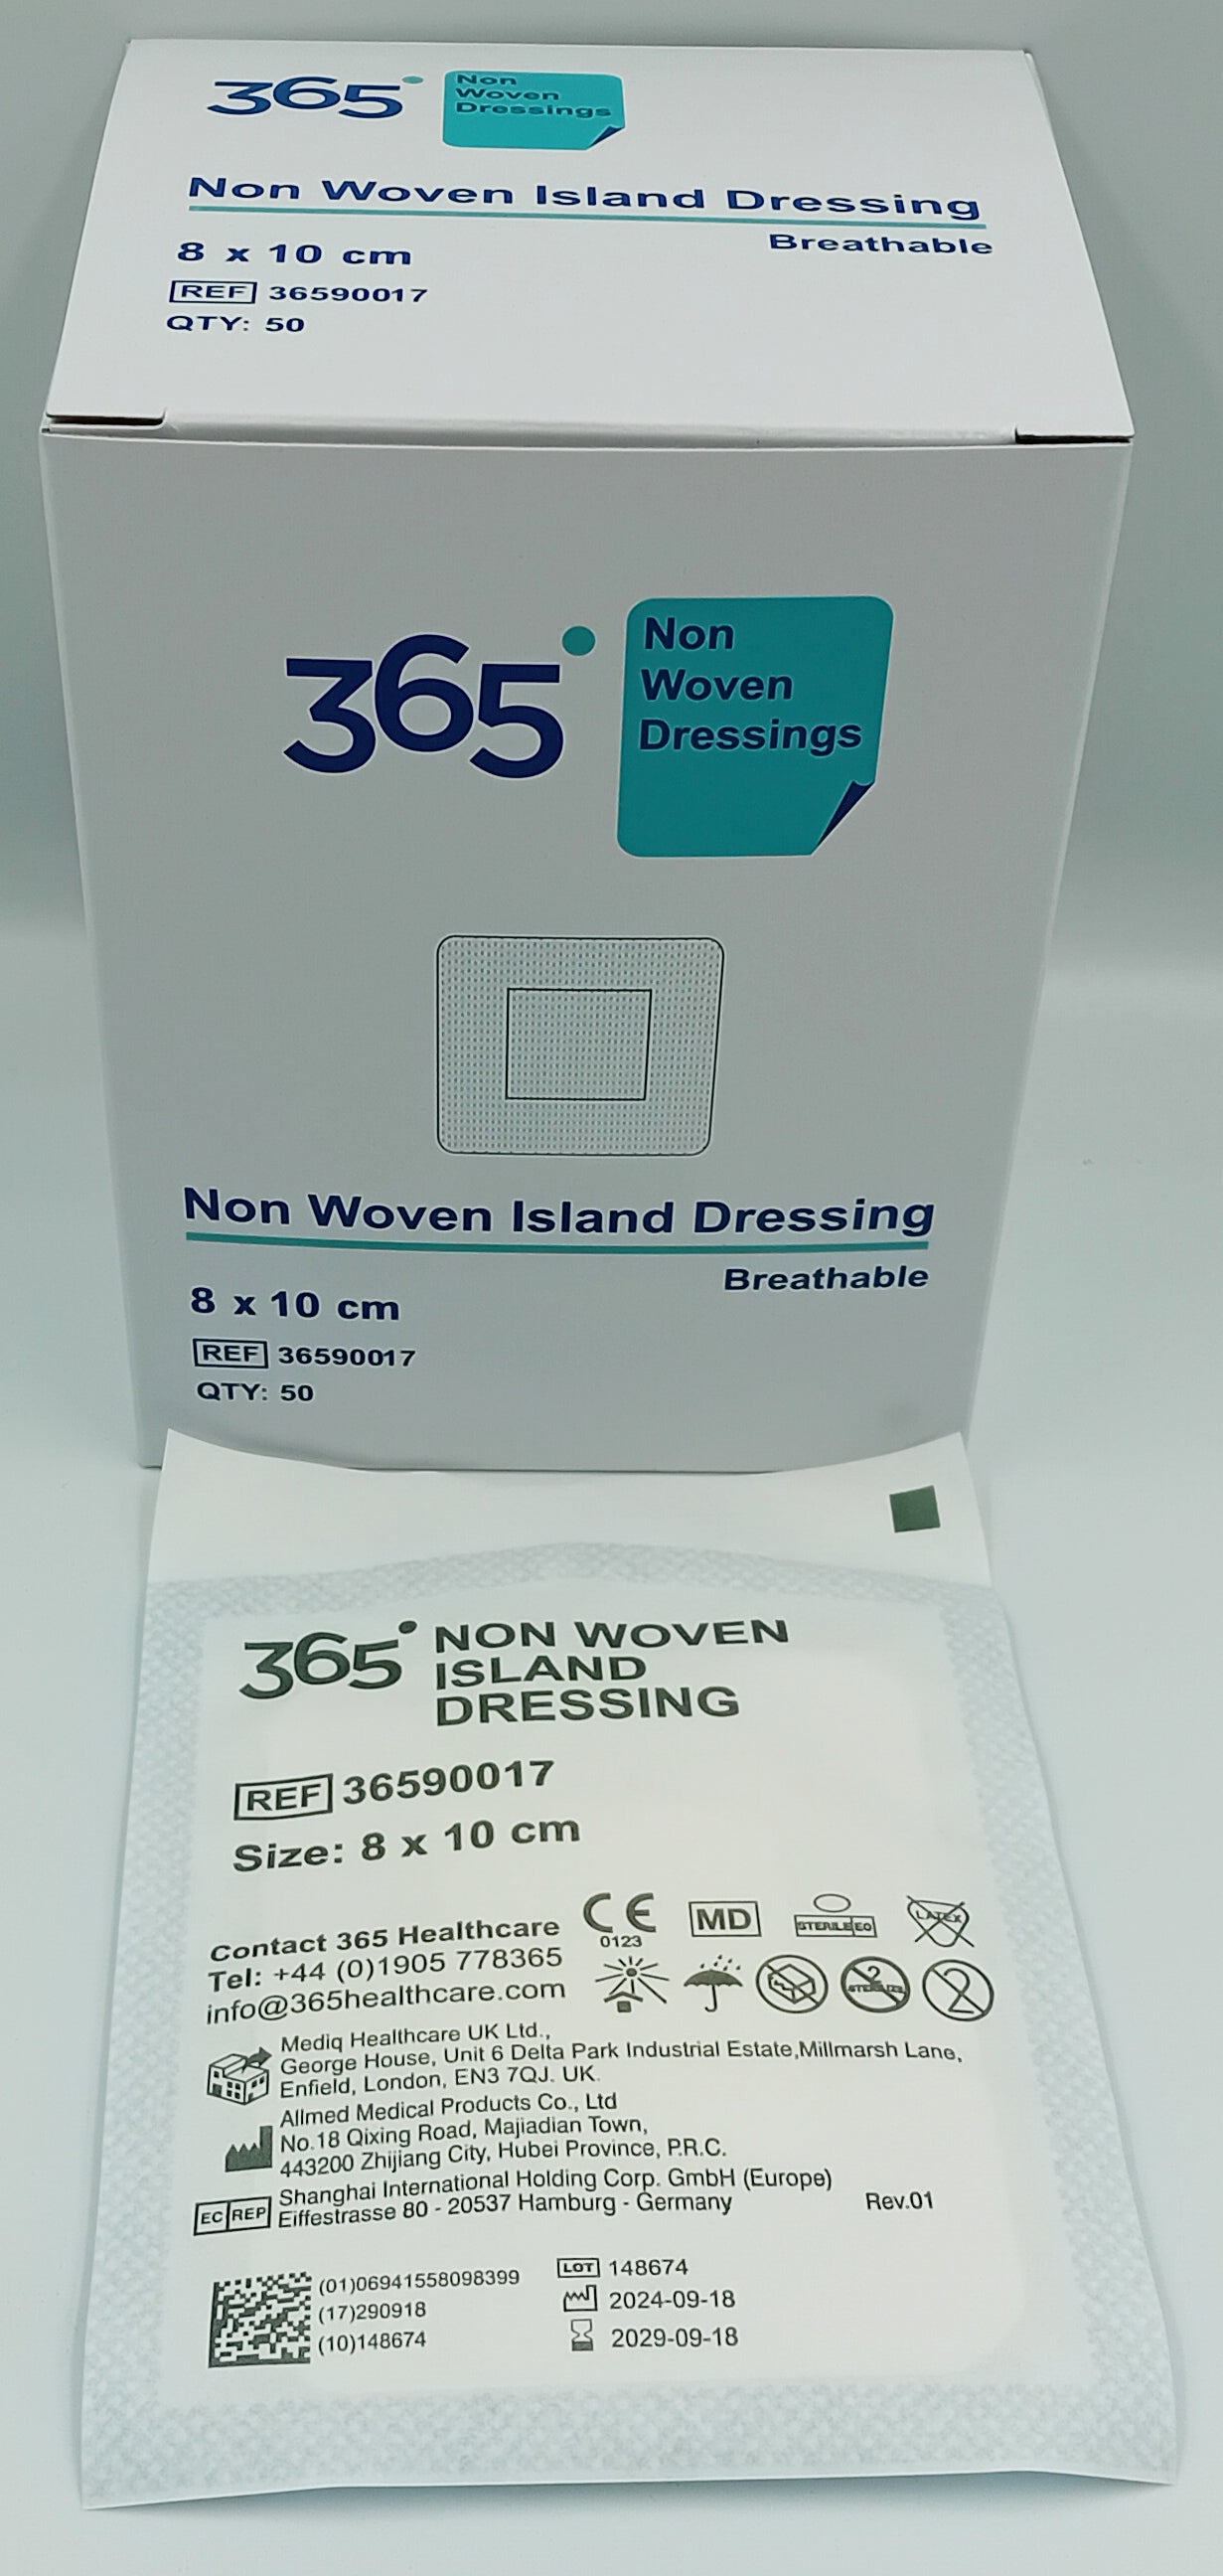 365°
Non
Woven
Dressings
Non Woven Island Dressing
Breathable
8 x 10 cm
REF 36590017
QTY: 50
365°
Non
Woven
Dressings
Non Woven Island Dressing
Breathable
8 x 10 cm
REF 36590017
QTY: 50
365° NON WOVEN
ISLAND
DRESSING
REF 36590017
Size: 8 x 10 cm
Contact 365 Healthcare
Tel: +44 (0)1905 778365
info@365healthcare.com
CE
0123
MD
STERILE EO
LATEX
2
STERILIZE
2
Mediq Healthcare UK Ltd.,
George House, Unit 6 Delta Park Industrial Estate,Millmarsh Lane,
Enfield, London, EN3 7QJ. UK.
Allmed Medical Products Co., Ltd
No.18 Qixing Road, Majiadian Town,
443200 Zhijiang City, Hubei Province, P.R.C.
EC REP
Shanghai International Holding Corp. GmbH (Europe)
Eiffestrasse 80 - 20537 Hamburg - Germany
Rev.01
(01)06941558098399
(17)290918
(10)148674
LOT 148674
2024-09-18
2029-09-18